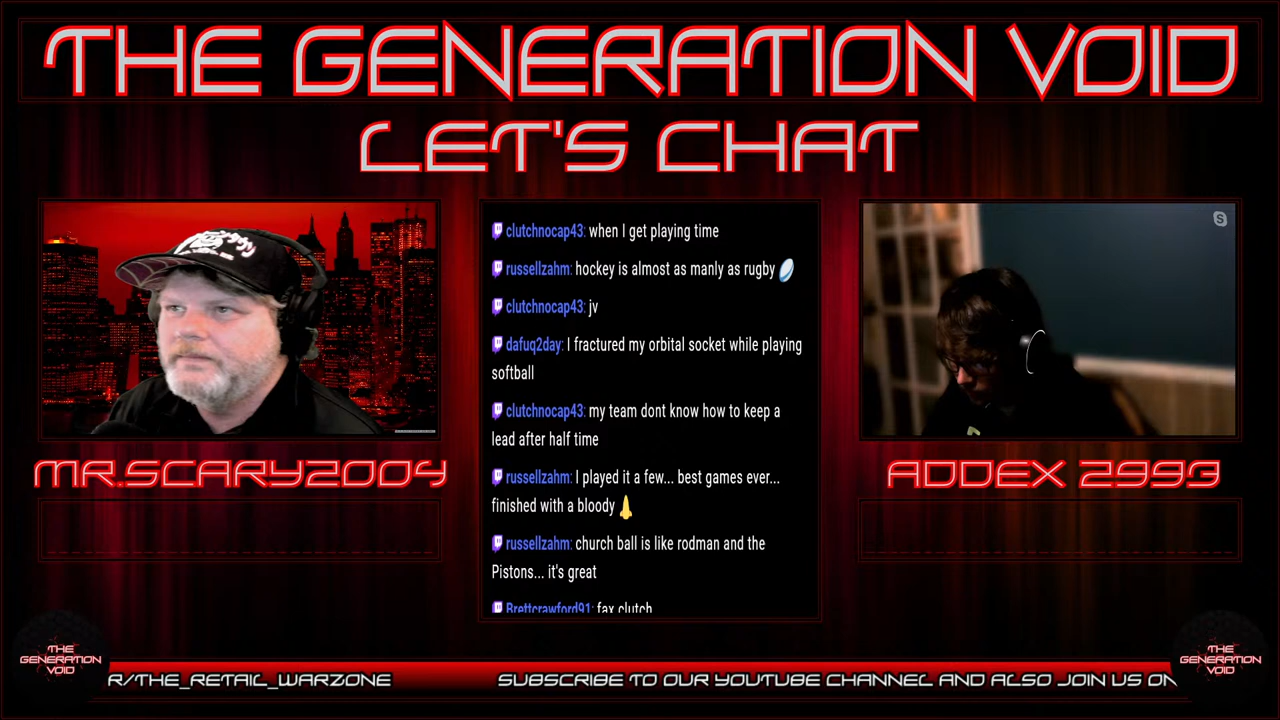 THE GENERATION VOID
LET'S CHAT
clutchnocap43: when I get playing time
russellzahm: hockey is almost as manly as rugby
clutchnocap43: jv
dafuq2day: I fractured my orbital socket while playing
softball
clutchnocap43: my team dont know how to keep a
lead after half time
russellzahm: I played it a few... best games ever...
finished with a bloody
russellzahm: church ball is like rodman and the
Pistons... it's great
Brettcrawford91: fax clutch
MR.SCARY2004
ADDEX 2993
THE
GENERATION
VOID
R/THE_RETAIL_WARZONE
SUBSCRIBE TO OUR YOUTUBE CHANNEL AND ALSO JOIN US ON
THE
GENERATION
VOID